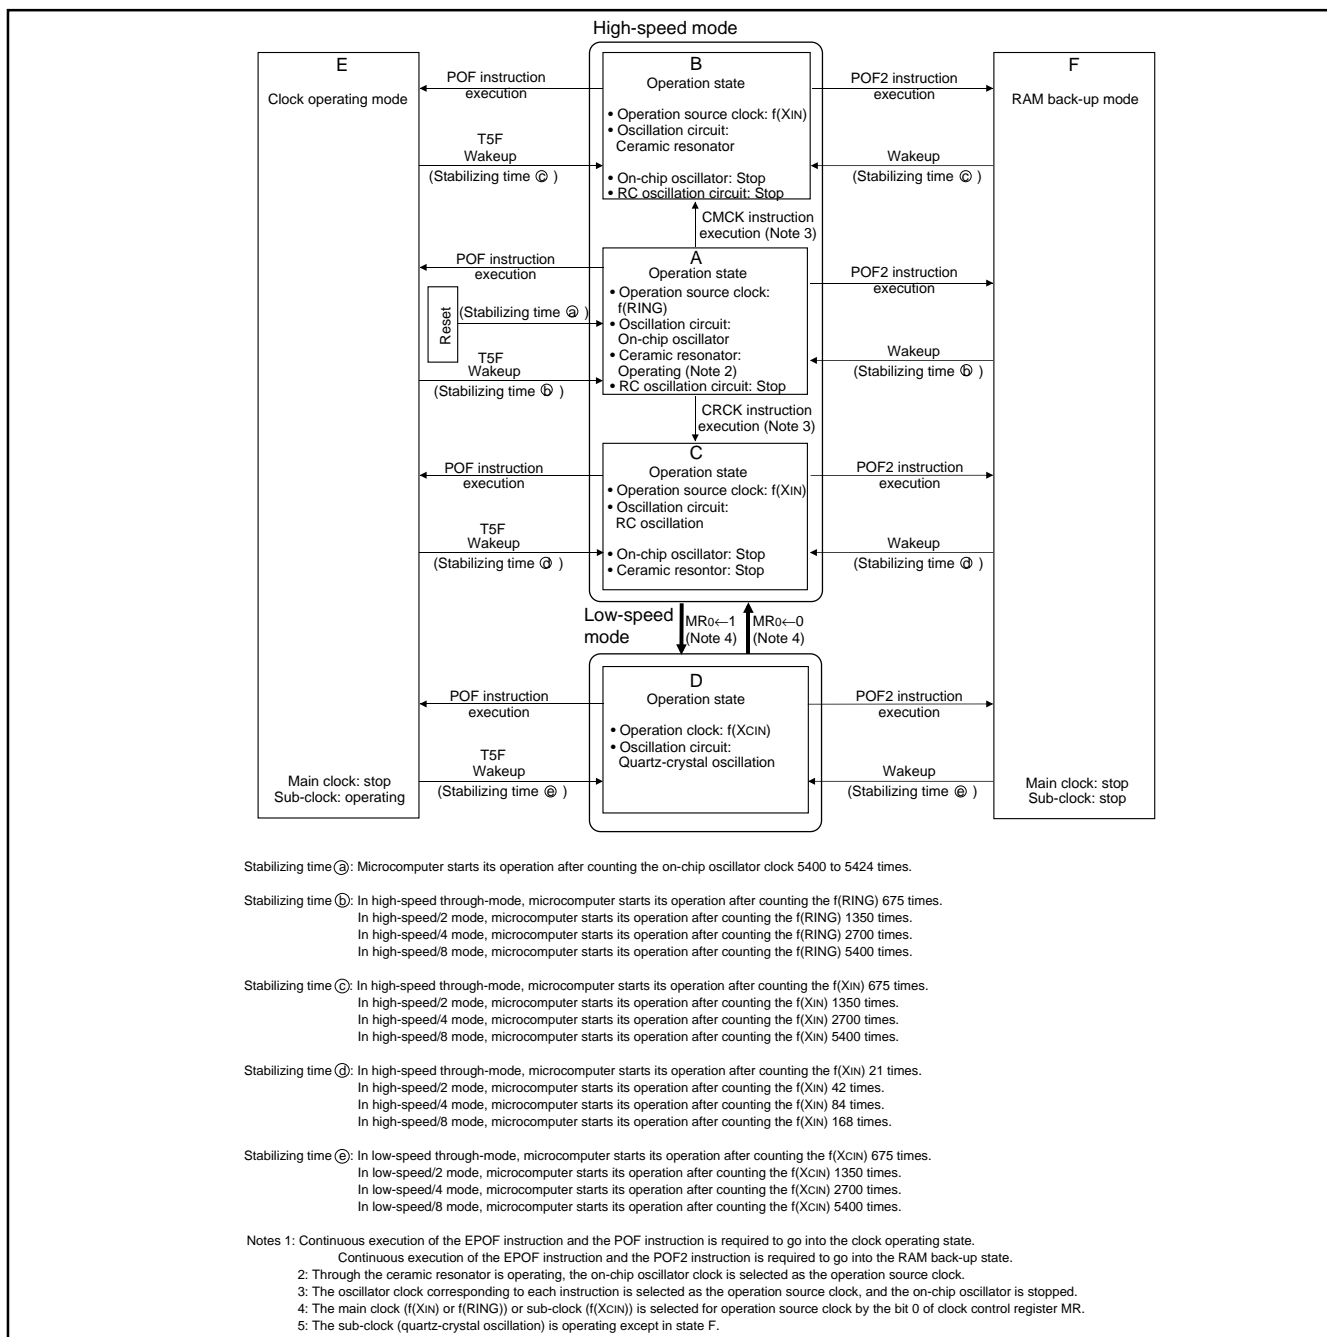 High-speed mode
E
Clock operating mode
POF instruction
execution
T5F
Wakeup
(Stabilizing time ⓒ )
B
Operation state
• Operation source clock: f(XIN)
• Oscillation circuit:
Ceramic resonator
• On-chip oscillator: Stop
• RC oscillation circuit: Stop
POF2 instruction
execution
Wakeup
(Stabilizing time ⓒ )
F
RAM back-up mode
CMCK instruction
execution (Note 3)
POF instruction
execution
Reset
(Stabilizing time ⓐ )
T5F
Wakeup
(Stabilizing time ⓑ )
A
Operation state
• Operation source clock:
f(RING)
• Oscillation circuit:
On-chip oscillator
• Ceramic resonator:
Operating (Note 2)
• RC oscillation circuit: Stop
POF2 instruction
execution
Wakeup
(Stabilizing time ⓑ )
CRCK instruction
execution (Note 3)
POF instruction
execution
T5F
Wakeup
(Stabilizing time ⓓ )
C
Operation state
• Operation source clock: f(XIN)
• Oscillation circuit:
RC oscillation
• On-chip oscillator: Stop
• Ceramic resontor: Stop
POF2 instruction
execution
Wakeup
(Stabilizing time ⓓ )
Low-speed
mode
MR0←1
(Note 4)
MR0←0
(Note 4)
POF instruction
execution
T5F
Wakeup
(Stabilizing time ⓔ )
D
Operation state
• Operation clock: f(XCIN)
• Oscillation circuit:
Quartz-crystal oscillation
POF2 instruction
execution
Wakeup
(Stabilizing time ⓔ )
Main clock: stop
Sub-clock: operating
Main clock: stop
Sub-clock: stop
Stabilizing time ⓐ: Microcomputer starts its operation after counting the on-chip oscillator clock 5400 to 5424 times.
Stabilizing time ⓑ: In high-speed through-mode, microcomputer starts its operation after counting the f(RING) 675 times.
In high-speed/2 mode, microcomputer starts its operation after counting the f(RING) 1350 times.
In high-speed/4 mode, microcomputer starts its operation after counting the f(RING) 2700 times.
In high-speed/8 mode, microcomputer starts its operation after counting the f(RING) 5400 times.
Stabilizing time ⓒ: In high-speed through-mode, microcomputer starts its operation after counting the f(XIN) 675 times.
In high-speed/2 mode, microcomputer starts its operation after counting the f(XIN) 1350 times.
In high-speed/4 mode, microcomputer starts its operation after counting the f(XIN) 2700 times.
In high-speed/8 mode, microcomputer starts its operation after counting the f(XIN) 5400 times.
Stabilizing time ⓓ: In high-speed through-mode, microcomputer starts its operation after counting the f(XIN) 21 times.
In high-speed/2 mode, microcomputer starts its operation after counting the f(XIN) 42 times.
In high-speed/4 mode, microcomputer starts its operation after counting the f(XIN) 84 times.
In high-speed/8 mode, microcomputer starts its operation after counting the f(XIN) 168 times.
Stabilizing time ⓔ: In low-speed through-mode, microcomputer starts its operation after counting the f(XCIN) 675 times.
In low-speed/2 mode, microcomputer starts its operation after counting the f(XCIN) 1350 times.
In low-speed/4 mode, microcomputer starts its operation after counting the f(XCIN) 2700 times.
In low-speed/8 mode, microcomputer starts its operation after counting the f(XCIN) 5400 times.
Notes 1: Continuous execution of the EPOF instruction and the POF instruction is required to go into the clock operating state.
Continuous execution of the EPOF instruction and the POF2 instruction is required to go into the RAM back-up state.
2: Through the ceramic resonator is operating, the on-chip oscillator clock is selected as the operation source clock.
3: The oscillator clock corresponding to each instruction is selected as the operation source clock, and the on-chip oscillator is stopped.
4: The main clock (f(XIN) or f(RING)) or sub-clock (f(XCIN)) is selected for operation source clock by the bit 0 of clock control register MR.
5: The sub-clock (quartz-crystal oscillation) is operating except in state F.